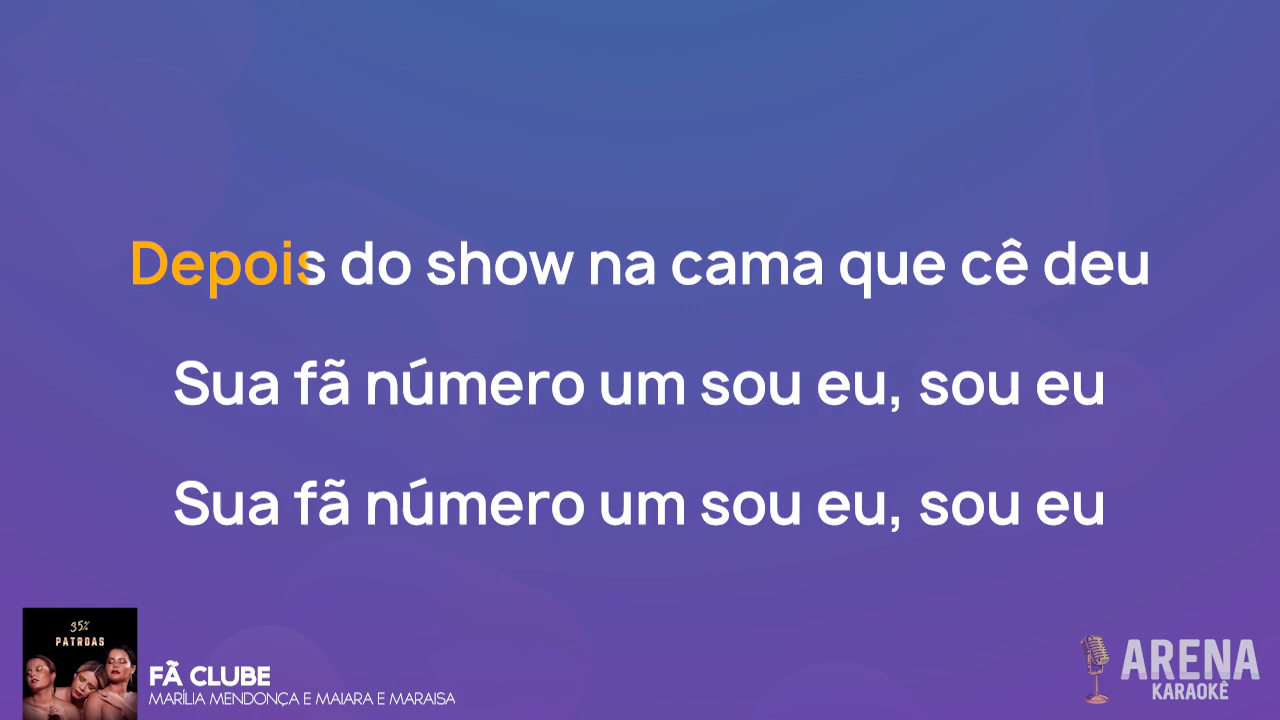 Depois do show na cama que cê deu
Sua fã número um sou eu, sou eu
Sua fã número um sou eu, sou eu
35%
PATROAS
FÃ CLUBE
MARÍLIA MENDONÇA E MAIARA E MARAISA
ARENA
KARAOKÊ